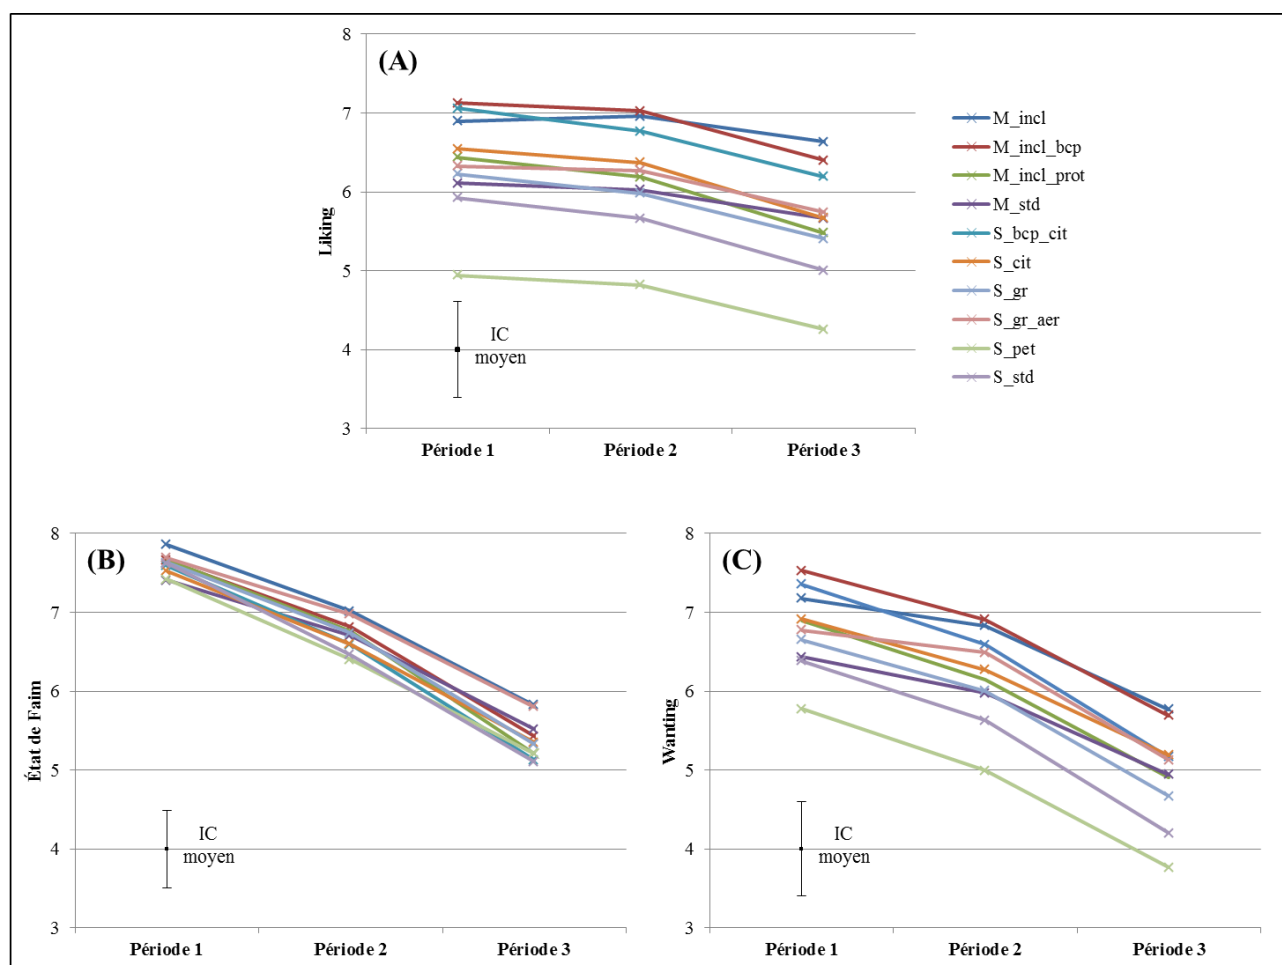 (A)
8
7
6
5
4
3
Liking
IC
moyen
Période 1
Période 2
Période 3
M_incl
M_incl_bcp
M_incl_prot
M_std
S_bcp_cit
S_cit
S_gr
S_gr_aer
S_pet
S_std
(B)
8
7
6
5
4
3
État de Faim
IC
moyen
Période 1
Période 2
Période 3
(C)
8
7
6
5
4
3
Wanting
IC
moyen
Période 1
Période 2
Période 3